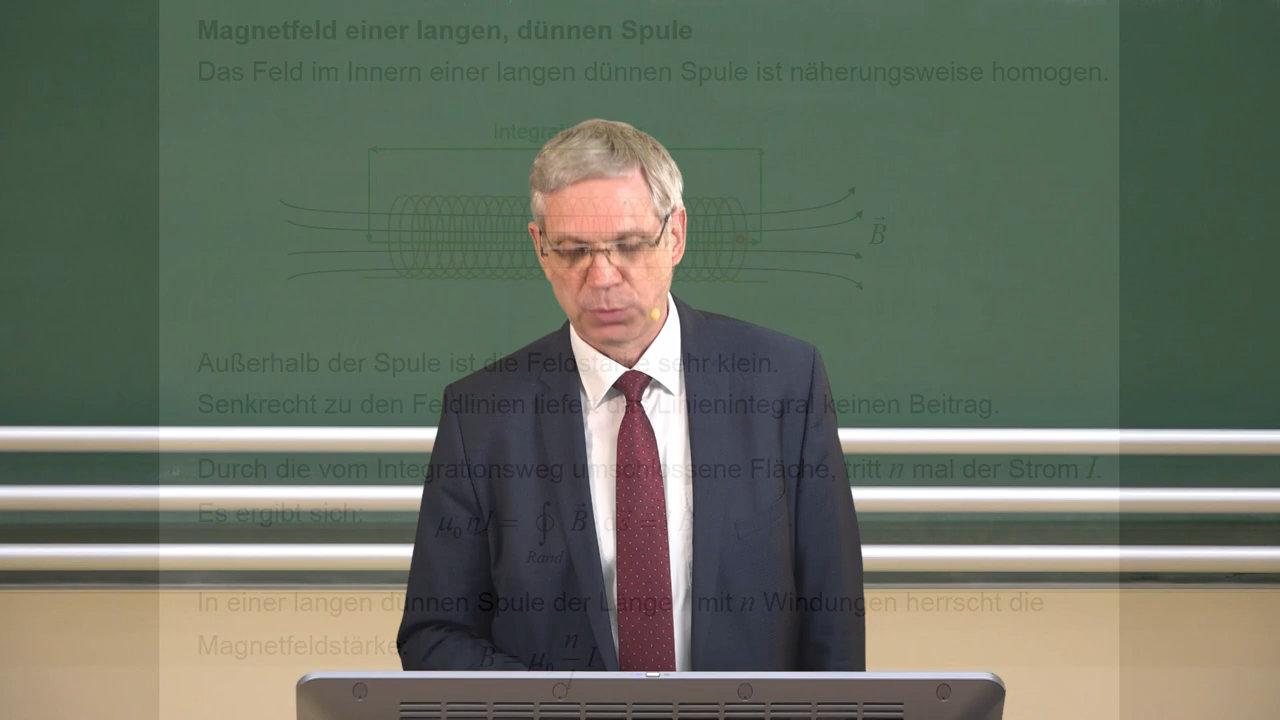 Magnetfeld einer langen, dünnen Spule
Das Feld im Innern einer langen dünnen Spule ist näherungsweise homogen.
B⃗
Außerhalb der Spule ist die Feldstärke sehr klein.
Senkrecht zu den Feldlinien liefert das Linienintegral keinen Beitrag.
Durch die vom Integrationsweg umschlossene Fläche, tritt n mal der Strom I.
Es ergibt sich:
μ₀nI = ∮ B⃗ ds =
Rand
In einer langen dünnen Spule der Länge l mit n Windungen herrscht die
Magnetfeldstärke: B = μ₀ n/l I